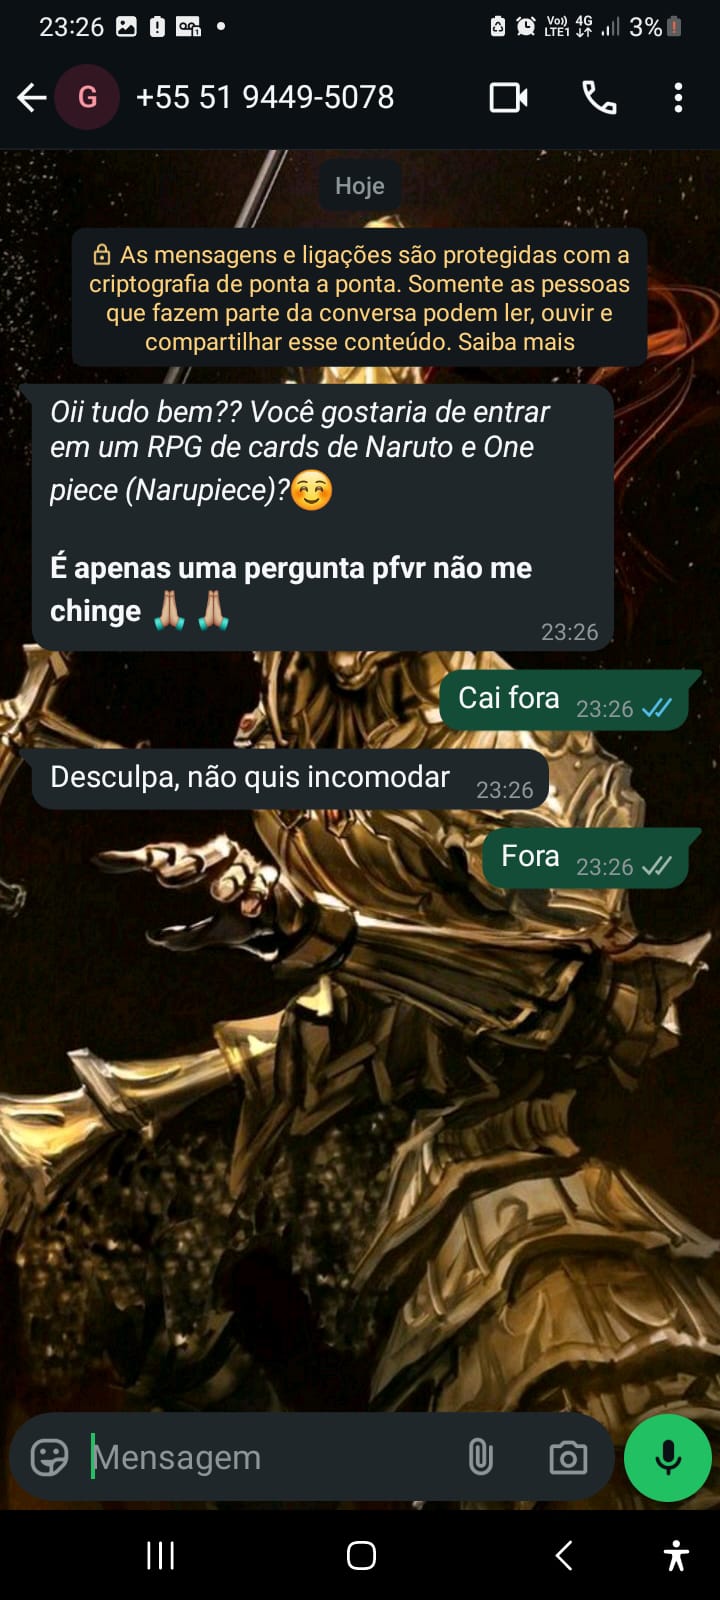 23:26
Vo)) 4G
LTE1
3%
G +55 51 9449-5078
Hoje
As mensagens e ligações são protegidas com a
criptografia de ponta a ponta. Somente as pessoas
que fazem parte da conversa podem ler, ouvir e
compartilhar esse conteúdo. Saiba mais
Oii tudo bem?? Você gostaria de entrar
em um RPG de cards de Naruto e One
piece (Narupiece)?☺️
É apenas uma pergunta pfvr não me
chinge 🙏🏼 🙏🏼
23:26
Cai fora 23:26
Desculpa, não quis incomodar 23:26
Fora 23:26
Mensagem